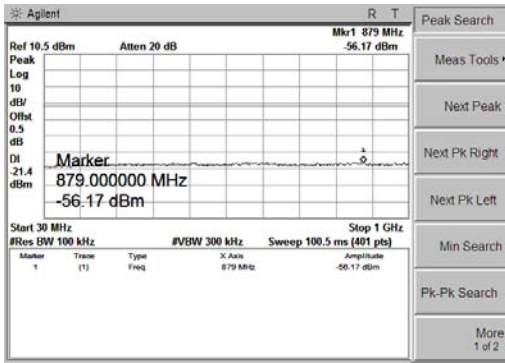 Agilent R T
Mkr1 879 MHz
Ref 10.5 dBm Atten 20 dB -56.17 dBm
Peak
Log
10
dB/
Offst
0.5
dB
DI
-21.4
dBm
Marker
879.000000 MHz
-56.17 dBm
1
Start 30 MHz Stop 1 GHz
#Res BW 100 kHz #VBW 300 kHz Sweep 100.5 ms (401 pts)
Marker Trace Type X Axis Amplitude
1 (1) Freq 879 MHz -56.17 dBm
Peak Search
Meas Tools
Next Peak
Next Pk Right
Next Pk Left
Min Search
Pk-Pk Search
More
1 of 2